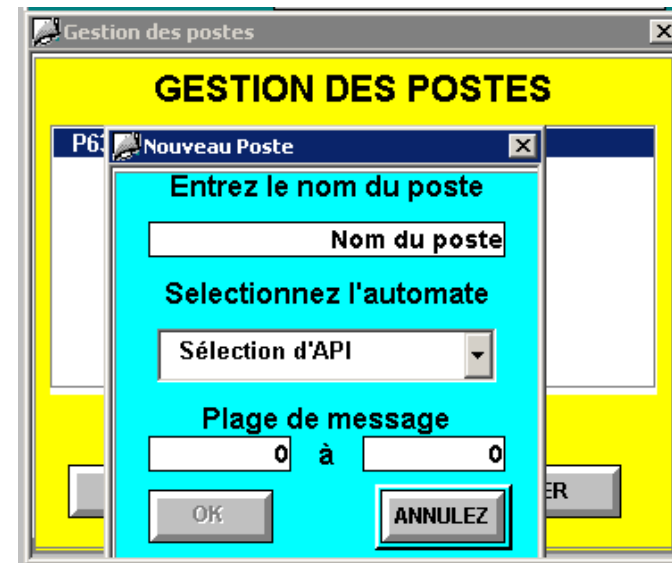 Gestion des postes
GESTION DES POSTES
Nouveau Poste
Entrez le nom du poste
Nom du poste
Selectionnez l'automate
Sélection d'API
Plage de message
0 à 0
OK ANNULEZ